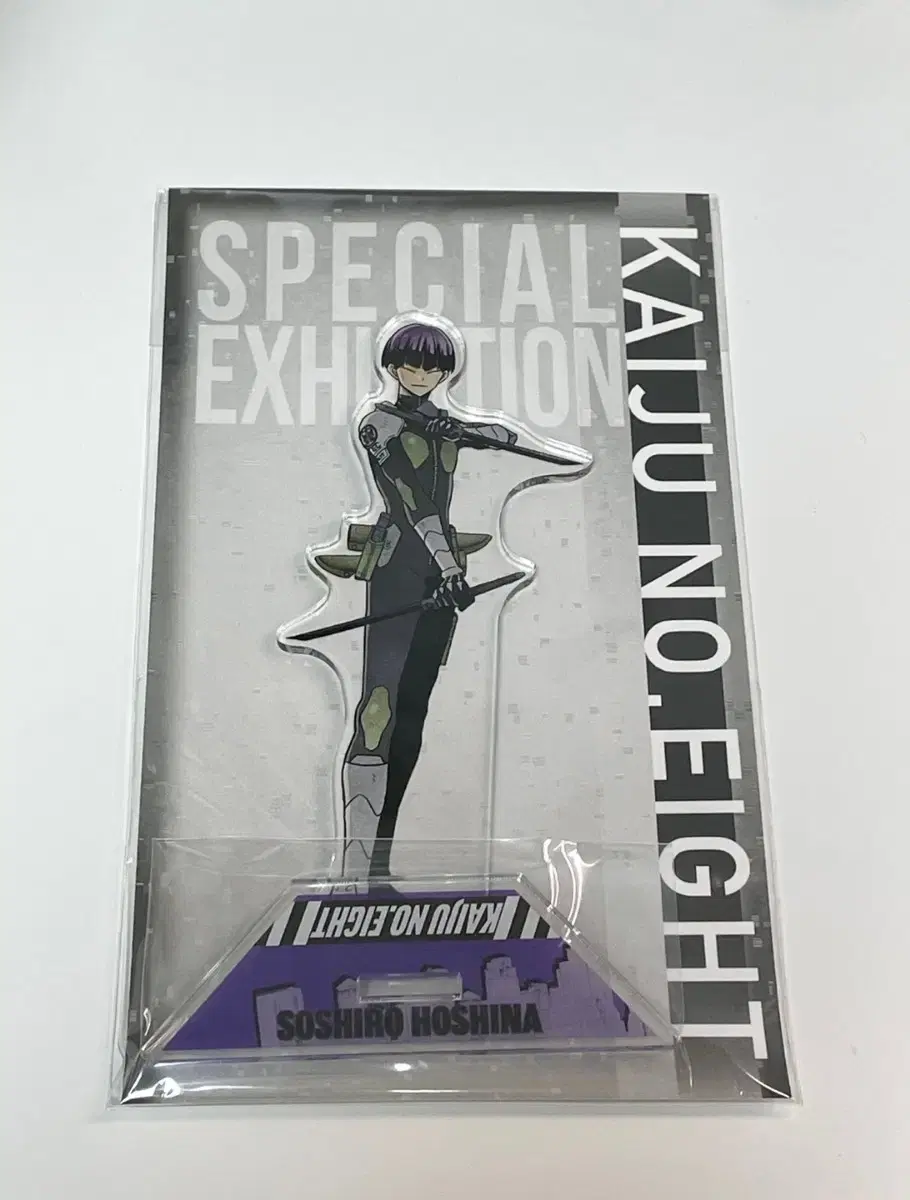 SPECIAL
EXHIBITION
KAIJU NO.EIGHT
KAIJU NO.EIGHT
SOSHIRO HOSHINA